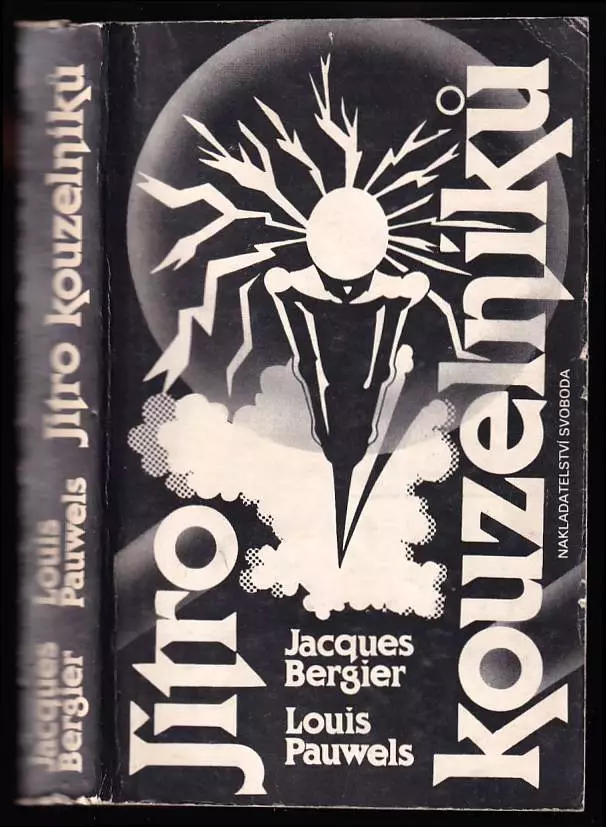 Jacques
Bergier
Louis
Pauwels
Jitro kouzelníků
Jitro
kouzelníků
Jacques
Bergier
Louis
Pauwels
NAKLADATELSTVÍ SVOBODA